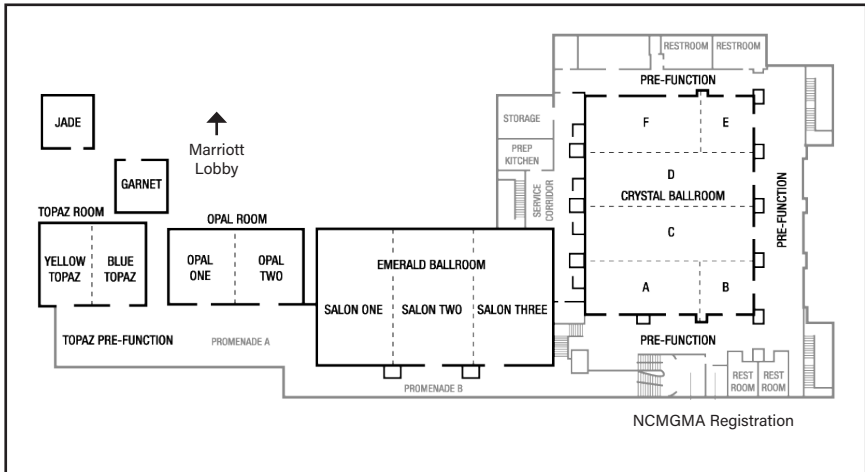 RESTROOM
RESTROOM
PRE-FUNCTION
JADE
STORAGE
F
E
Marriott
Lobby
PREP
KITCHEN
GARNET
D
SERVICE
CORRIDOR
CRYSTAL BALLROOM
PRE-FUNCTION
TOPAZ ROOM
OPAL ROOM
C
YELLOW
TOPAZ
BLUE
TOPAZ
OPAL
ONE
OPAL
TWO
EMERALD BALLROOM
A
B
SALON ONE
SALON TWO
SALON THREE
TOPAZ PRE-FUNCTION
PROMENADE A
PRE-FUNCTION
PROMENADE B
REST
ROOM
REST
ROOM
NCMGMA Registration